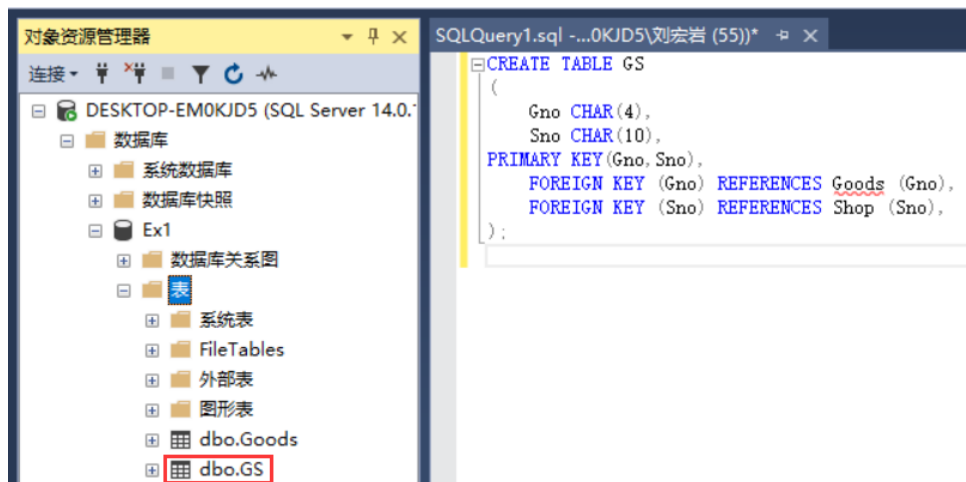 对象资源管理器
连接
DESKTOP-EM0KJD5 (SQL Server 14.0.
数据库
系统数据库
数据库快照
Ex1
数据库关系图
表
系统表
FileTables
外部表
图形表
dbo.Goods
dbo.GS
SQLQuery1.sql -...0KJD5\刘宏岩 (55))*
CREATE TABLE GS
(
Gno CHAR(4),
Sno CHAR(10),
PRIMARY KEY(Gno,Sno),
FOREIGN KEY (Gno) REFERENCES Goods (Gno),
FOREIGN KEY (Sno) REFERENCES Shop (Sno),
);